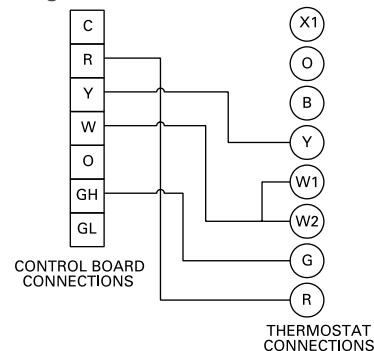 C
R
Y
W
O
GH
GL
CONTROL BOARD
CONNECTIONS
X1
O
B
Y
W1
W2
G
R
THERMOSTAT
CONNECTIONS